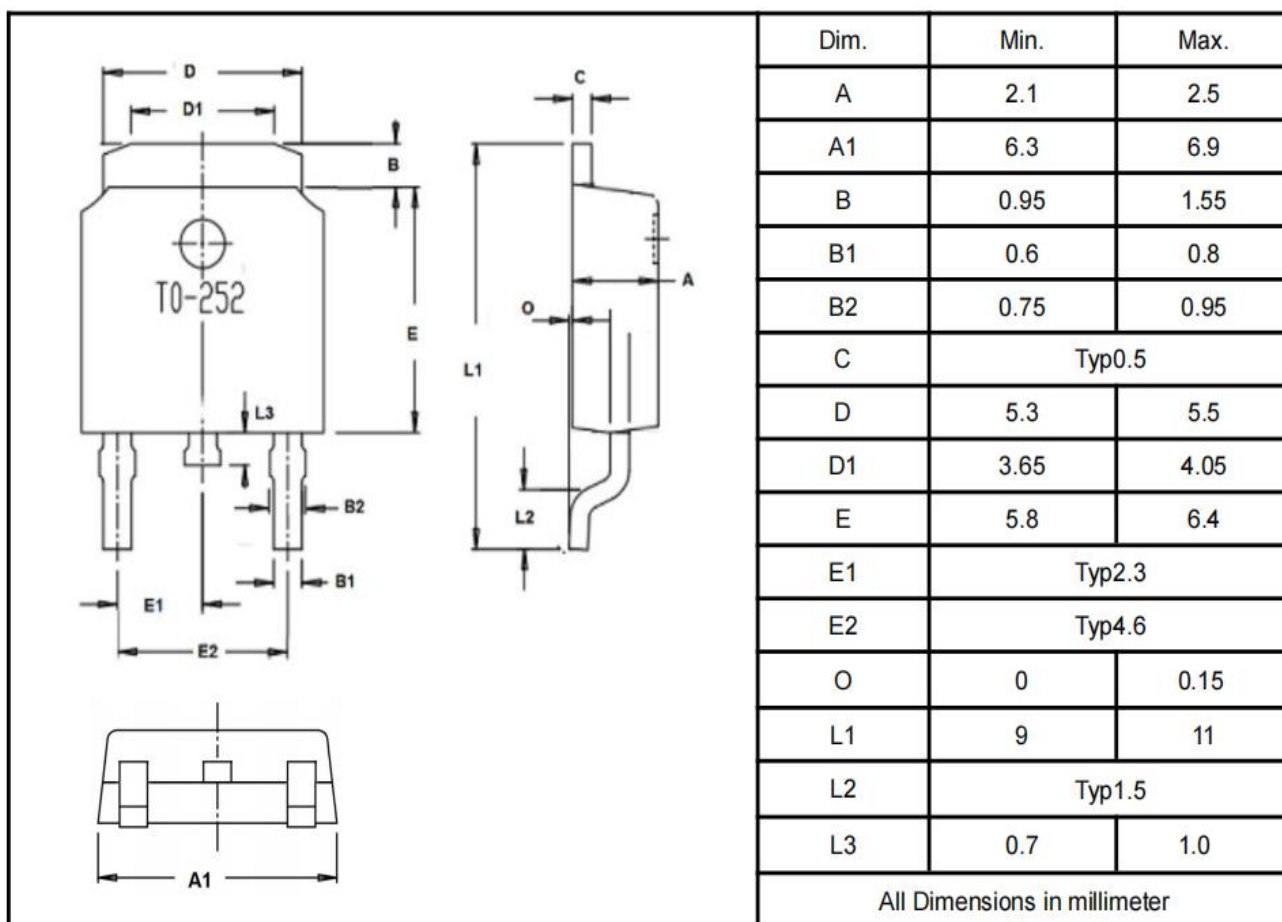 D
D1
C
B
TO-252
A
O
E
L1
L3
B2
L2
B1
E1
E2
A1
Dim. Min. Max.
A 2.1 2.5
A1 6.3 6.9
B 0.95 1.55
B1 0.6 0.8
B2 0.75 0.95
C Typ0.5
D 5.3 5.5
D1 3.65 4.05
E 5.8 6.4
E1 Typ2.3
E2 Typ4.6
O 0 0.15
L1 9 11
L2 Typ1.5
L3 0.7 1.0
All Dimensions in millimeter